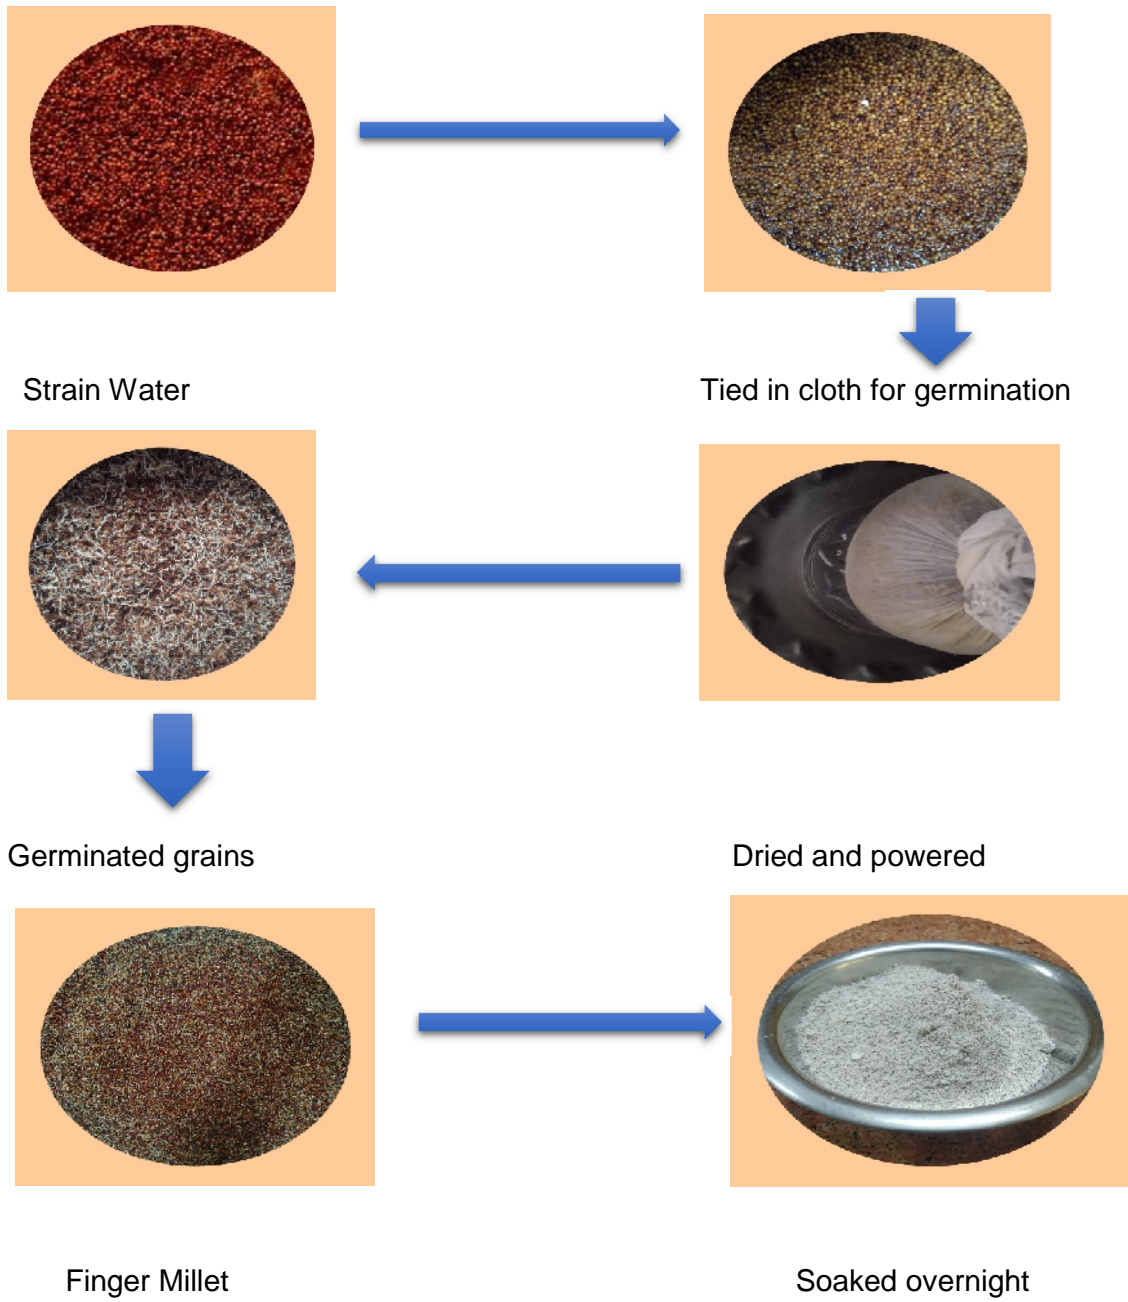 Strain Water
Tied in cloth for germination
Germinated grains
Dried and powered
Finger Millet
Soaked overnight